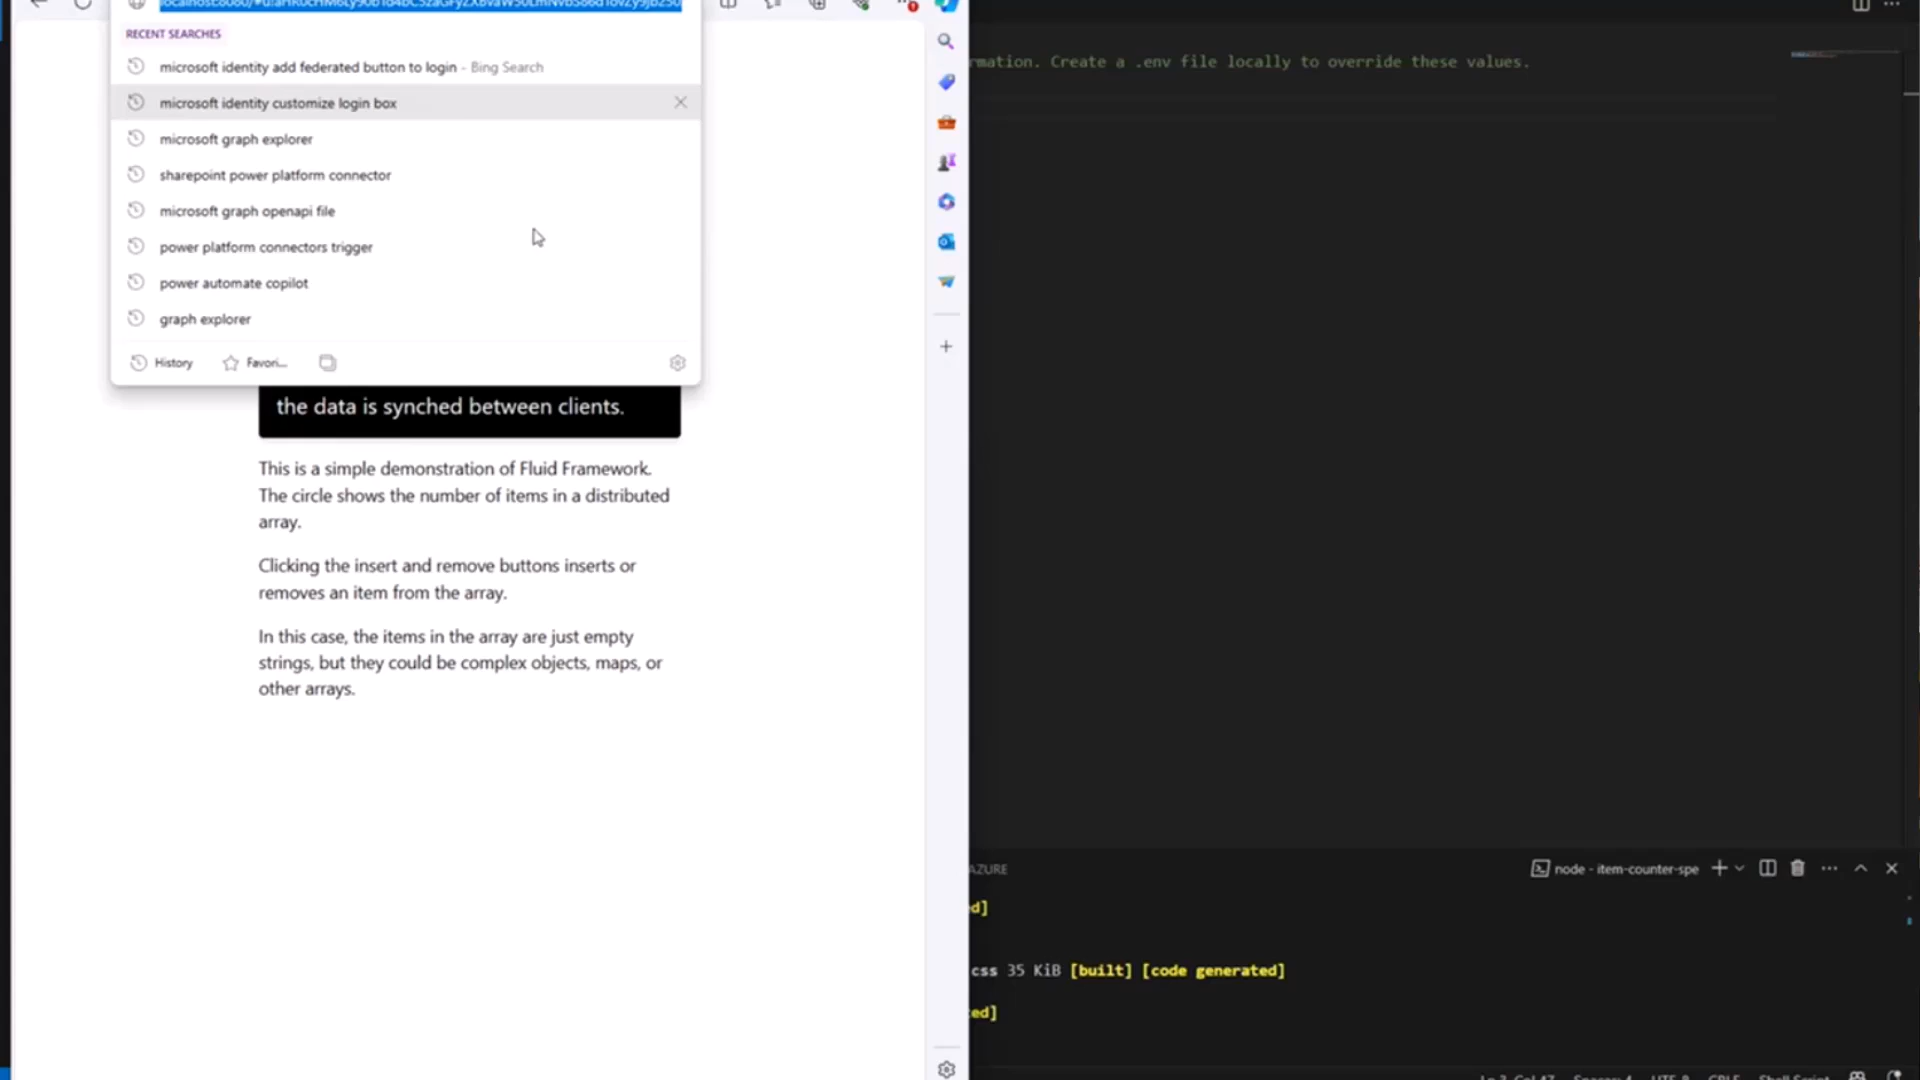 RECENT SEARCHES
microsoft identity add federated button to login - Bing Search
microsoft identity customize login box
microsoft graph explorer
sharepoint power platform connector
microsoft graph openapi file
power platform connectors trigger
power automate copilot
graph explorer
History Favori...
the data is synched between clients.
This is a simple demonstration of Fluid Framework.
The circle shows the number of items in a distributed
array.
Clicking the insert and remove buttons inserts or
removes an item from the array.
In this case, the items in the array are just empty
strings, but they could be complex objects, maps, or
other arrays.
rmation. Create a .env file locally to override these values.
AZURE
node - item-counter-spe
d]
css 35 KiB [built] [code generated]
ed]